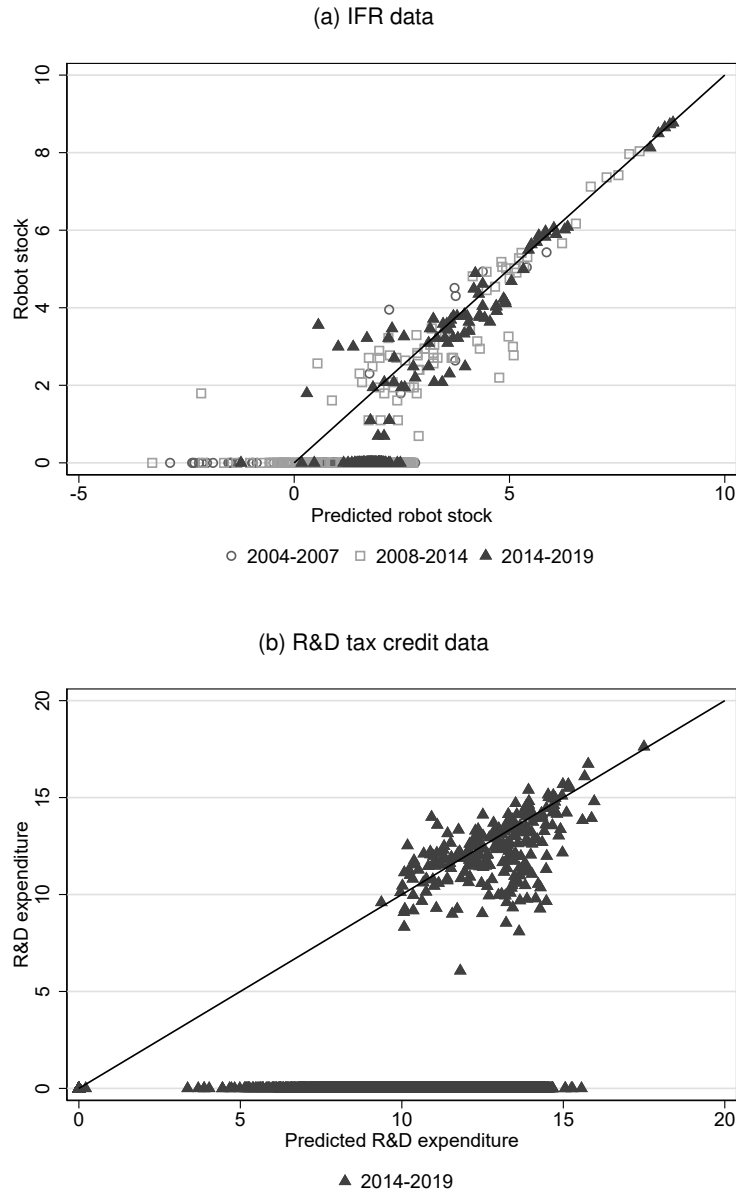 (a) IFR data
10
8
6
4
2
0
Robot stock
-5 0 5 10
Predicted robot stock
2004-2007 2008-2014 2014-2019
(b) R&D tax credit data
20
15
10
5
0
R&D expenditure
0 5 10 15 20
Predicted R&D expenditure
2014-2019